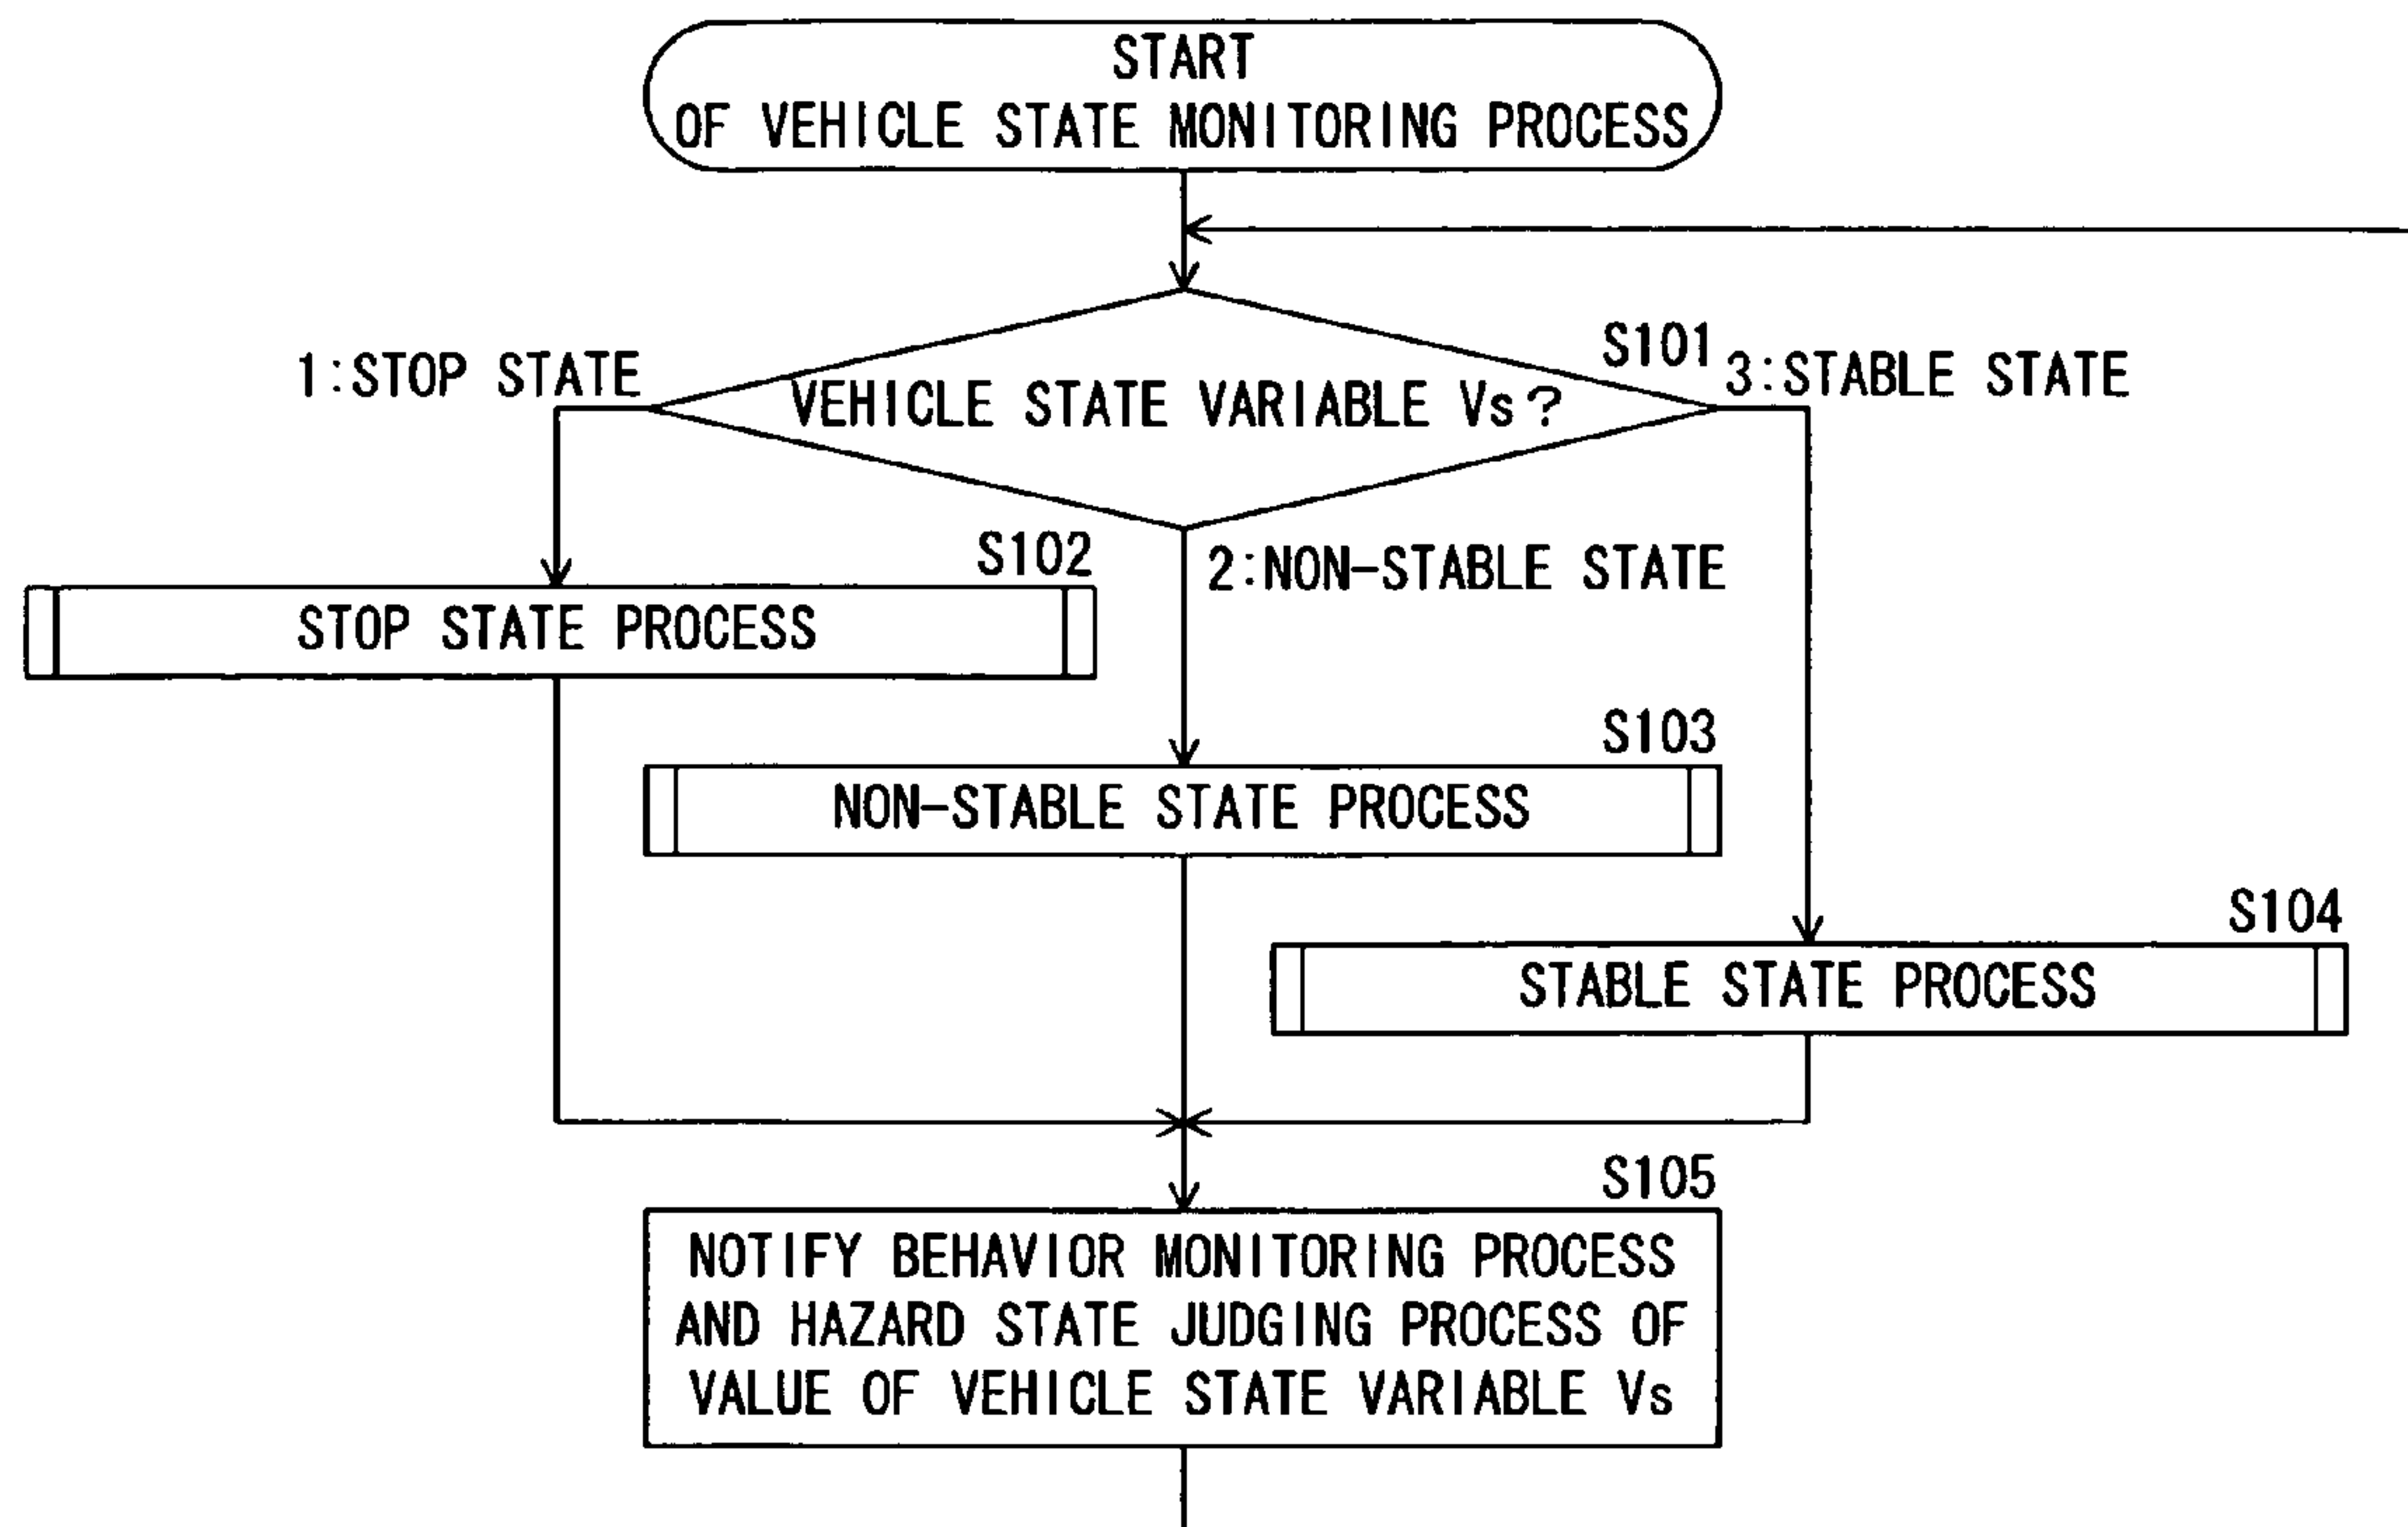 START
OF VEHICLE STATE MONITORING PROCESS
S101
1:STOP STATE
3:STABLE STATE
VEHICLE STATE VARIABLE Vs?
S102
2:NON-STABLE STATE
STOP STATE PROCESS
S103
NON-STABLE STATE PROCESS
S104
STABLE STATE PROCESS
S105
NOTIFY BEHAVIOR MONITORING PROCESS
AND HAZARD STATE JUDGING PROCESS OF
VALUE OF VEHICLE STATE VARIABLE Vs